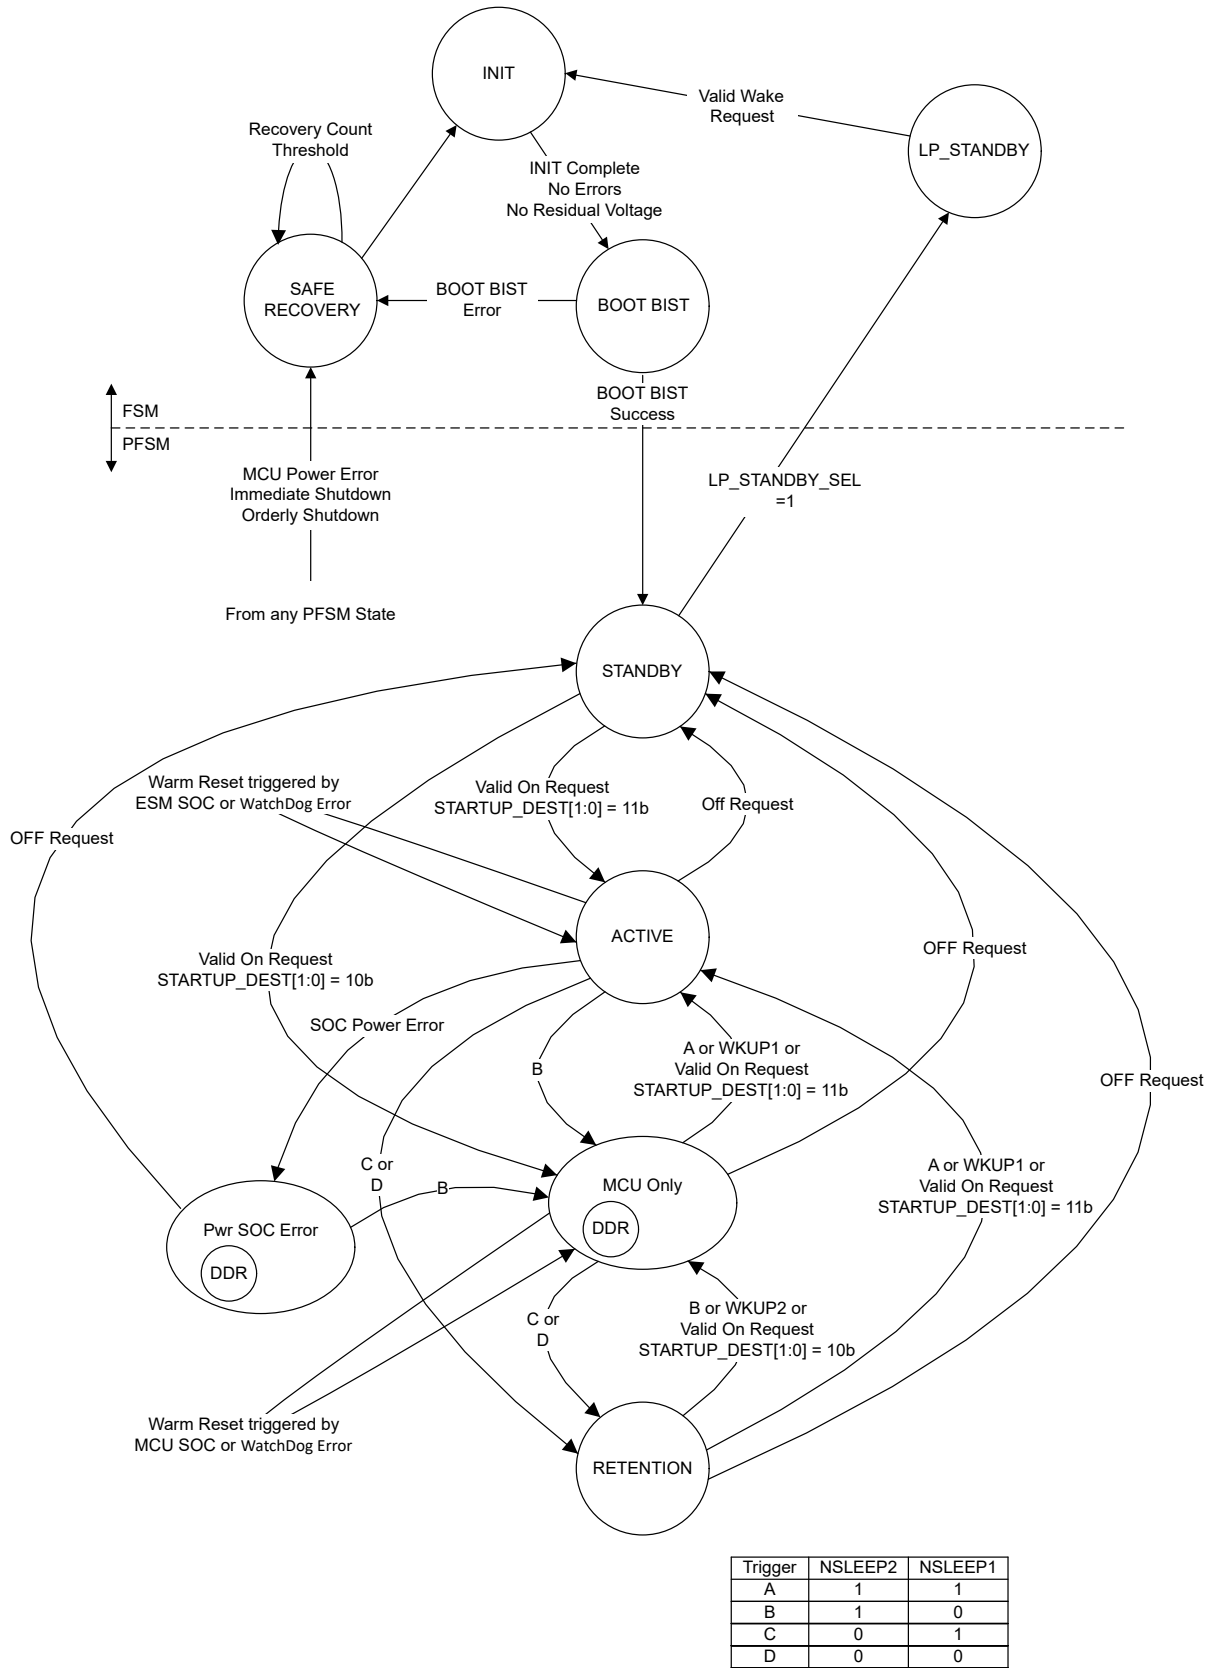 INIT
Valid Wake
Request
LP_STANDBY
Recovery Count
Threshold
INIT Complete
No Errors
No Residual Voltage
SAFE
RECOVERY
BOOT BIST
Error
BOOT BIST
BOOT BIST
Success
FSM
PFSM
MCU Power Error
Immediate Shutdown
Orderly Shutdown
LP_STANDBY_SEL
=1
From any PFSM State
STANDBY
Warm Reset triggered by
ESM SOC or WatchDog Error
Valid On Request
STARTUP_DEST[1:0] = 11b
Off Request
OFF Request
ACTIVE
OFF Request
Valid On Request
STARTUP_DEST[1:0] = 10b
SOC Power Error
B
A or WKUP1 or
Valid On Request
STARTUP_DEST[1:0] = 11b
OFF Request
C or
D
A or WKUP1 or
Valid On Request
STARTUP_DEST[1:0] = 11b
B
MCU Only
DDR
Pwr SOC Error
DDR
C or
D
B or WKUP2 or
Valid On Request
STARTUP_DEST[1:0] = 10b
Warm Reset triggered by
MCU SOC or WatchDog Error
RETENTION
Trigger NSLEEP2 NSLEEP1
A 1 1
B 1 0
C 0 1
D 0 0